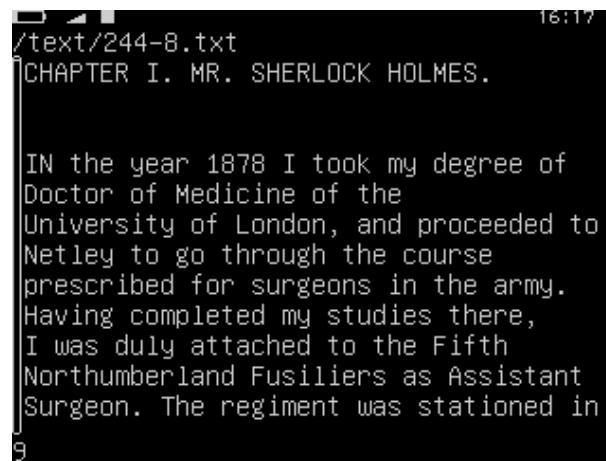 16:17
/text/244-8.txt
CHAPTER I. MR. SHERLOCK HOLMES.
IN the year 1878 I took my degree of
Doctor of Medicine of the
University of London, and proceeded to
Netley to go through the course
prescribed for surgeons in the army.
Having completed my studies there,
I was duly attached to the Fifth
Northumberland Fusiliers as Assistant
Surgeon. The regiment was stationed in
9